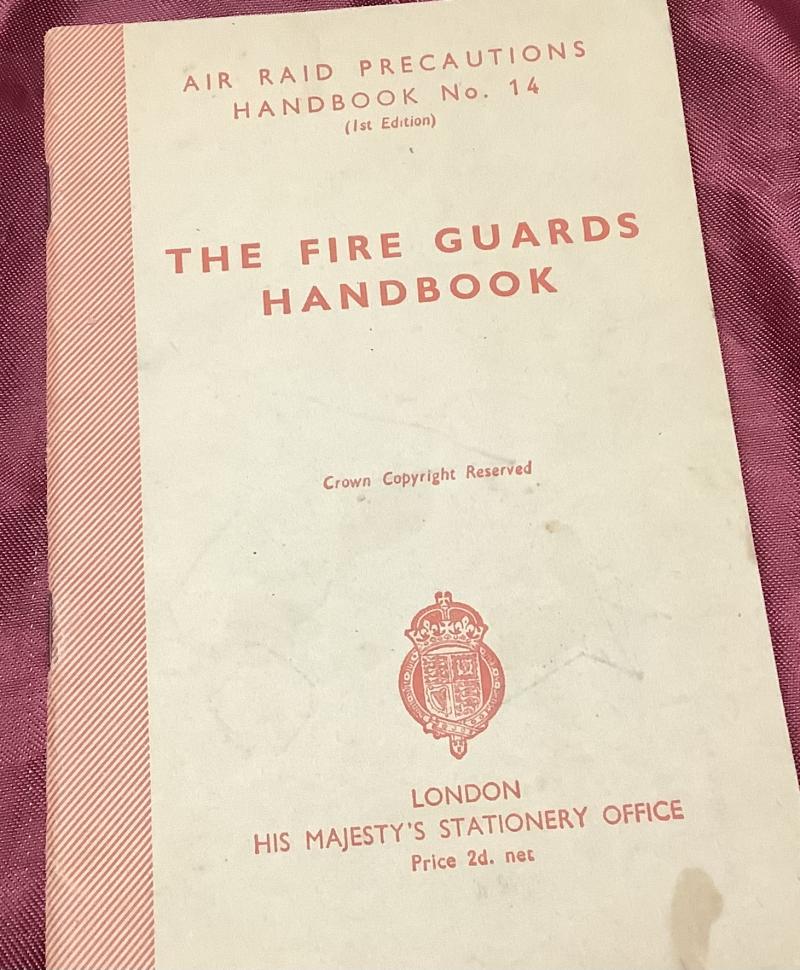 AIR RAID PRECAUTIONS
HANDBOOK No. 14
(1st Edition)
THE FIRE GUARDS
HANDBOOK
Crown Copyright Reserved
LONDON
HIS MAJESTY'S STATIONERY OFFICE
Price 2d. net